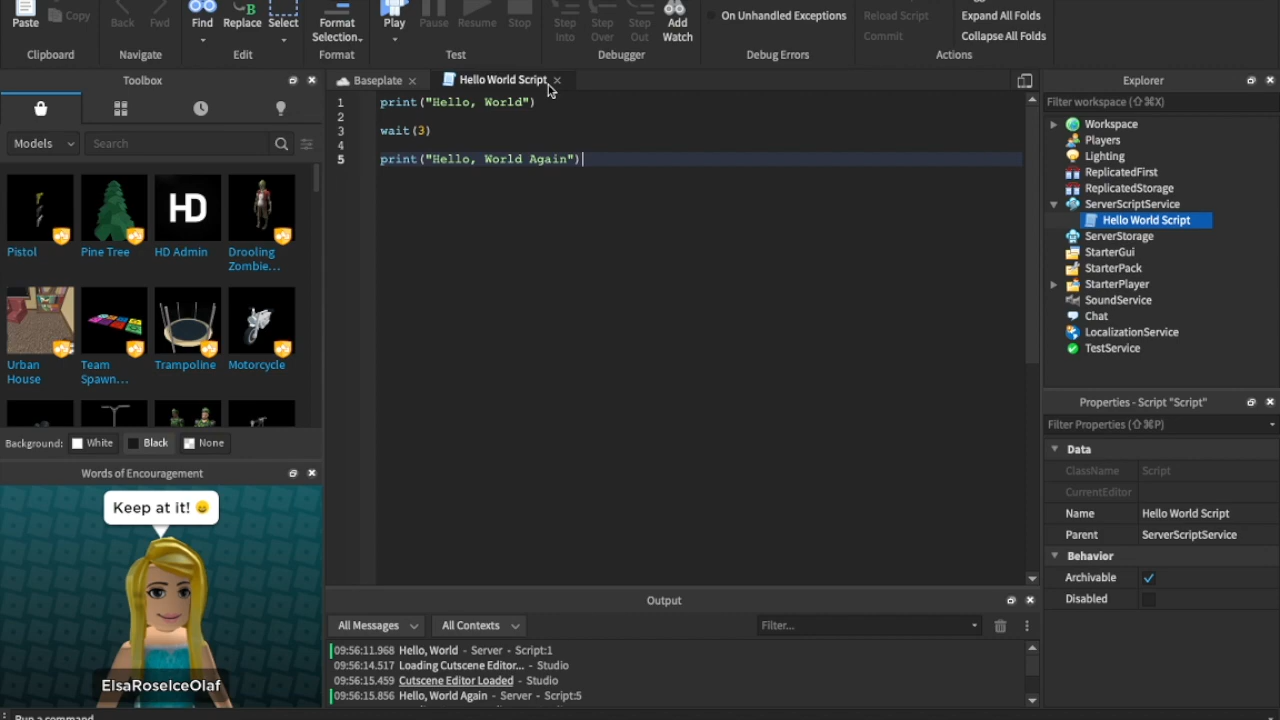 Paste
Copy
Clipboard
Back
Fwd
Navigate
Find
Replace
Select
Edit
Format
Selection
Format
Play
Pause
Resume
Stop
Test
Step
Into
Step
Over
Step
Out
Add
Watch
Debugger
On Unhandled Exceptions
Debug Errors
Reload Script
Commit
Expand All Folds
Collapse All Folds
Actions
Toolbox
Models
Search
Pistol
Pine Tree
HD
HD Admin
Drooling
Zombie...
Urban
House
Team
Spawn...
Trampoline
Motorcycle
Background:
White
Black
None
Words of Encouragement
Keep at it!
ElsaRoseIceOlaf
Baseplate
Hello World Script
1 print("Hello, World")
2
3 wait(3)
4
5 print("Hello, World Again")
Output
All Messages
All Contexts
Filter...
09:56:11.968 Hello, World - Server - Script:1
09:56:14.517 Loading Cutscene Editor... - Studio
09:56:15.459 Cutscene Editor Loaded - Studio
09:56:15.856 Hello, World Again - Server - Script:5
Explorer
Filter workspace (⇧⌘X)
Workspace
Players
Lighting
ReplicatedFirst
ReplicatedStorage
ServerScriptService
Hello World Script
ServerStorage
StarterGui
StarterPack
StarterPlayer
SoundService
Chat
LocalizationService
TestService
Properties - Script "Script"
Filter Properties (⇧⌘P)
Data
ClassName Script
CurrentEditor
Name Hello World Script
Parent ServerScriptService
Behavior
Archivable
Disabled
Run a command